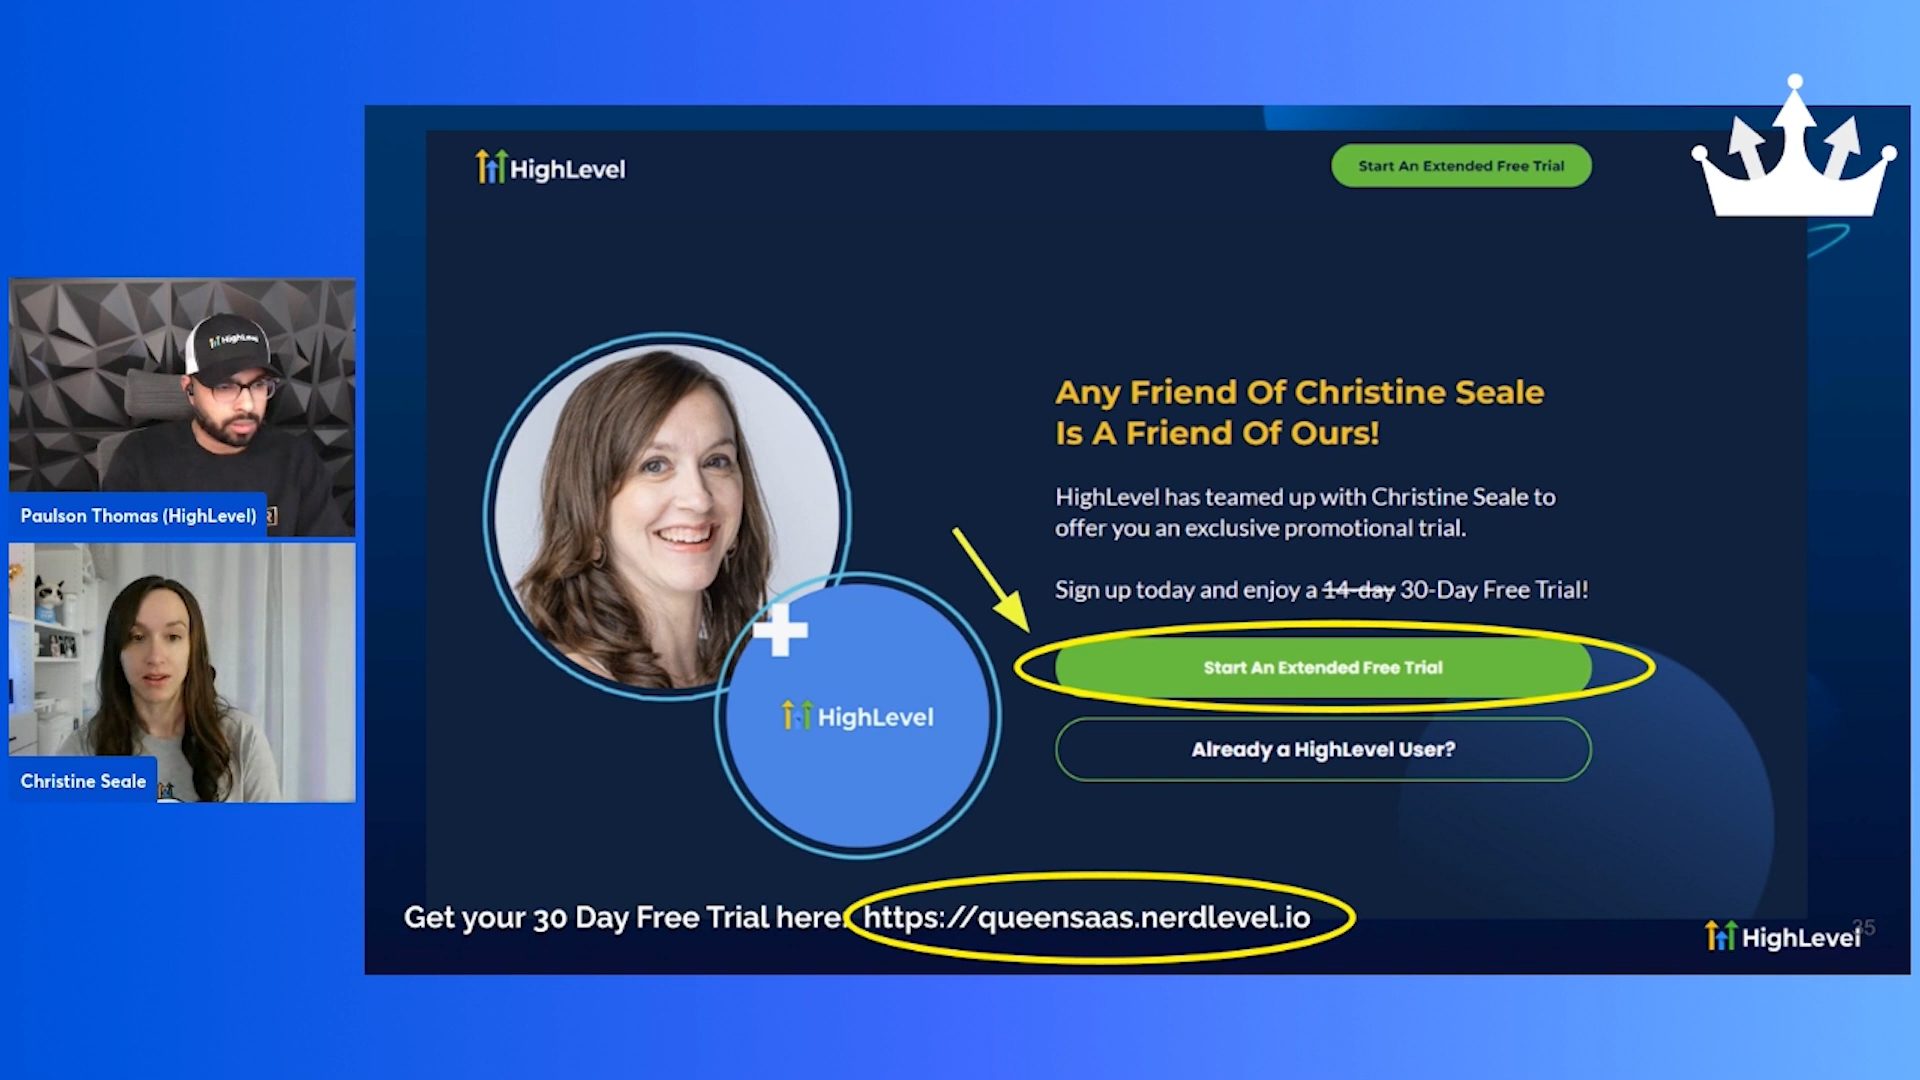 HighLevel
Start An Extended Free Trial
HighLevel
Paulson Thomas (HighLevel)
Christine Seale
Any Friend Of Christine Seale
Is A Friend Of Ours!
HighLevel has teamed up with Christine Seale to
offer you an exclusive promotional trial.
Sign up today and enjoy a 14-day 30-Day Free Trial!
Start An Extended Free Trial
HighLevel
Already a HighLevel User?
Get your 30 Day Free Trial here: https://queensaas.nerdlevel.io
HighLevel
35